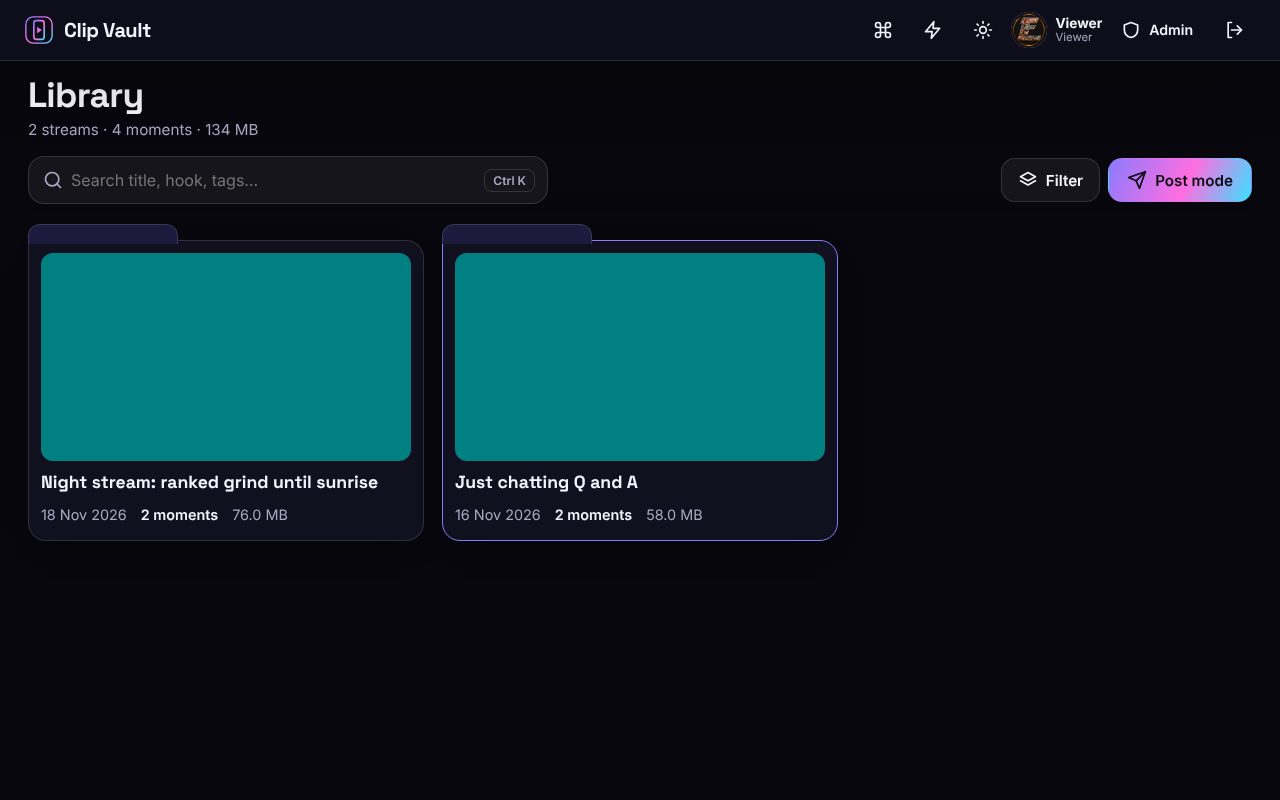 Clip Vault
Viewer
Viewer
Admin
Library
2 streams · 4 moments · 134 MB
Search title, hook, tags...
Ctrl K
Filter
Post mode
Night stream: ranked grind until sunrise
18 Nov 2026 2 moments 76.0 MB
Just chatting Q and A
16 Nov 2026 2 moments 58.0 MB